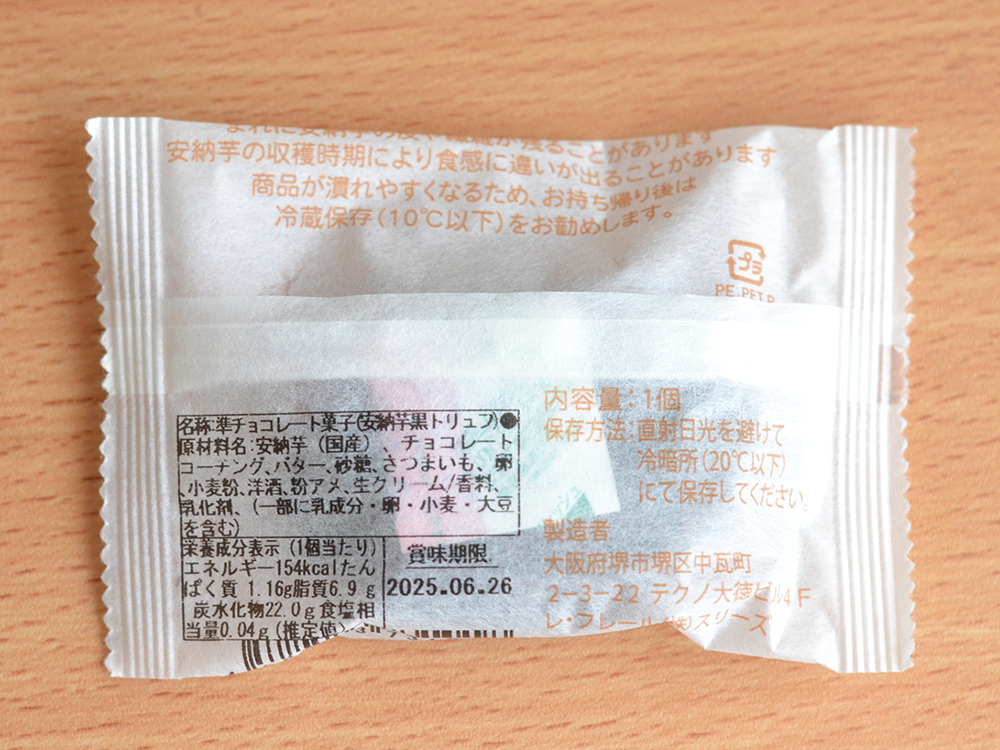 安納芋の収穫時期により食感に違いが出ることがあります
商品が潰れやすくなるため、お持ち帰り後は
冷蔵保存(10℃以下)をお勧めします。
プラ
PE,PET,P
内容量：1個
保存方法：直射日光を避けて
冷暗所(20℃以下)
にて保存してください。
製造者
大阪府堺市堺区中瓦町
2-3-22 テクノ大徳ビル4F
レ・フレール(株)スリーズ
名称:準チョコレート菓子(安納芋黒トリュフ)
原材料名:安納芋（国産）、チョコレート
コーチング、バター、砂糖、さつまいも、卵
、小麦粉、洋酒、粉アメ、生クリーム/香料、
乳化剤、(一部に乳成分・卵・小麦・大豆
を含む)
栄養成分表示（1個当たり）
エネルギー154kcalたん
ぱく質 1.16g脂質6.9g
炭水化物22.0g食塩相
当量0.04g（推定値）
賞味期限
2025.06.26